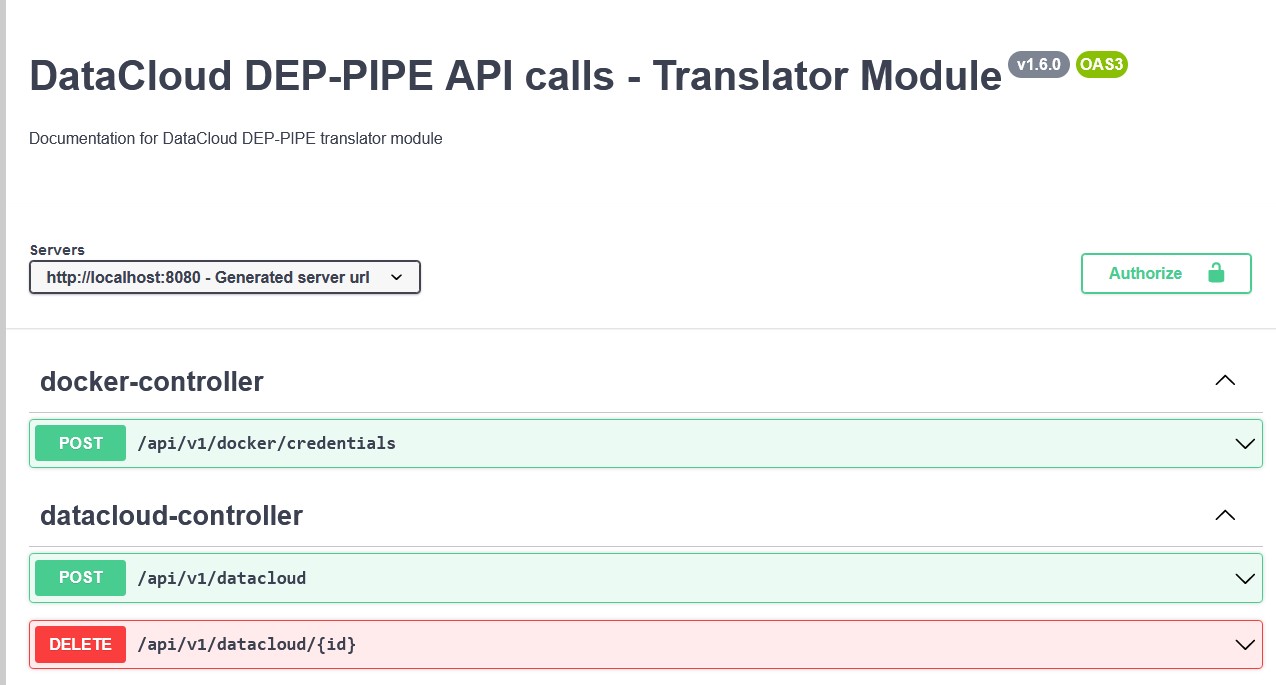 DataCloud DEP-PIPE API calls - Translator Module v1.6.0 OAS3
Documentation for DataCloud DEP-PIPE translator module
Servers
http://localhost:8080 - Generated server url
Authorize
docker-controller
POST /api/v1/docker/credentials
datacloud-controller
POST /api/v1/datacloud
DELETE /api/v1/datacloud/{id}